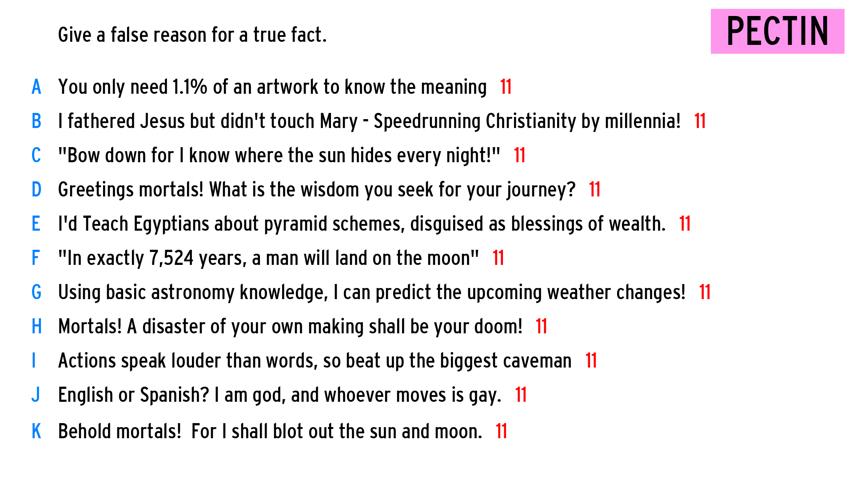 Give a false reason for a true fact.
PECTIN
A You only need 1.1% of an artwork to know the meaning 11
B I fathered Jesus but didn't touch Mary - Speedrunning Christianity by millennia! 11
C "Bow down for I know where the sun hides every night!" 11
D Greetings mortals! What is the wisdom you seek for your journey? 11
E I'd Teach Egyptians about pyramid schemes, disguised as blessings of wealth. 11
F "In exactly 7,524 years, a man will land on the moon" 11
G Using basic astronomy knowledge, I can predict the upcoming weather changes! 11
H Mortals! A disaster of your own making shall be your doom! 11
I Actions speak louder than words, so beat up the biggest caveman 11
J English or Spanish? I am god, and whoever moves is gay. 11
K Behold mortals!  For I shall blot out the sun and moon. 11